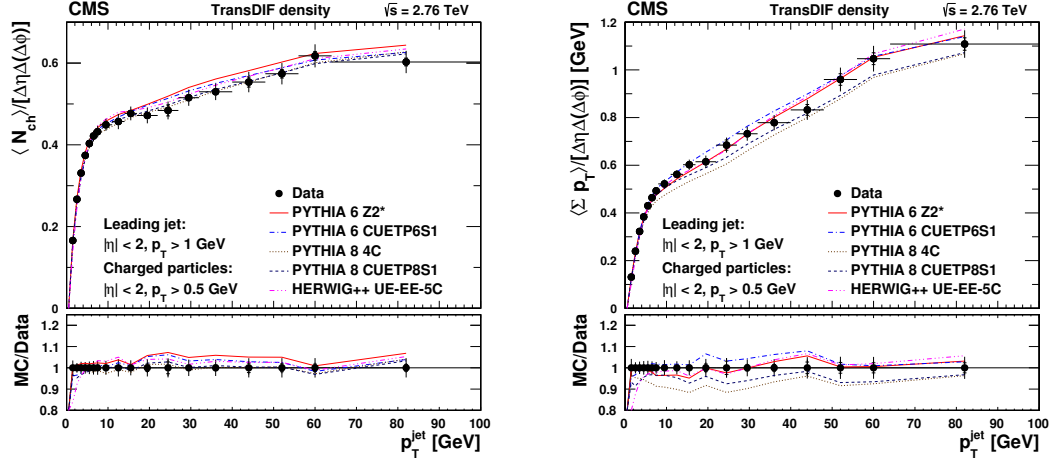 CMS TransDIF density √s = 2.76 TeV
⟨ N_ch⟩/[ΔηΔ(Δϕ)]
0.6
0.4
0.2
0
Data
PYTHIA 6 Z2*
PYTHIA 6 CUETP6S1
PYTHIA 8 4C
PYTHIA 8 CUETP8S1
HERWIG++ UE-EE-5C
Leading jet:
|η| < 2, p_T > 1 GeV
Charged particles:
|η| < 2, p_T > 0.5 GeV
MC/Data
1.1
1
0.9
0.8
0 10 20 30 40 50 60 70 80 90 100
p_T^jet [GeV]
CMS TransDIF density √s = 2.76 TeV
⟨Σ p_T⟩/[ΔηΔ(Δϕ)] [GeV]
1.2
1
0.8
0.6
0.4
0.2
0
Data
PYTHIA 6 Z2*
PYTHIA 6 CUETP6S1
PYTHIA 8 4C
PYTHIA 8 CUETP8S1
HERWIG++ UE-EE-5C
Leading jet:
|η| < 2, p_T > 1 GeV
Charged particles:
|η| < 2, p_T > 0.5 GeV
MC/Data
1.1
1
0.9
0.8
0 10 20 30 40 50 60 70 80 90 100
p_T^jet [GeV]